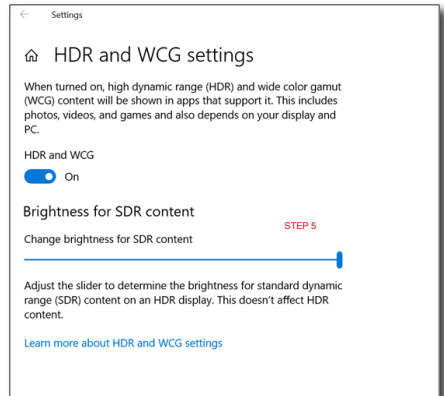 Settings
HDR and WCG settings
When turned on, high dynamic range (HDR) and wide color gamut
(WCG) content will be shown in apps that support it. This includes
photos, videos, and games and also depends on your display and
PC.
HDR and WCG
On
Brightness for SDR content
STEP 5
Change brightness for SDR content
Adjust the slider to determine the brightness for standard dynamic
range (SDR) content on an HDR display. This doesn't affect HDR
content.
Learn more about HDR and WCG settings